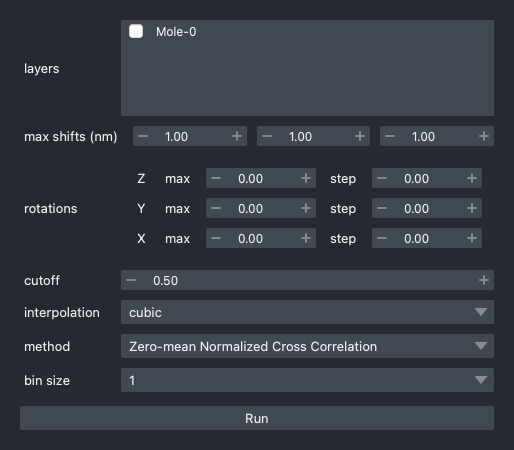 layers
Mole-0
max shifts (nm) 1.00 1.00 1.00
rotations
Z max 0.00 step 0.00
Y max 0.00 step 0.00
X max 0.00 step 0.00
cutoff 0.50
interpolation cubic
method Zero-mean Normalized Cross Correlation
bin size 1
Run